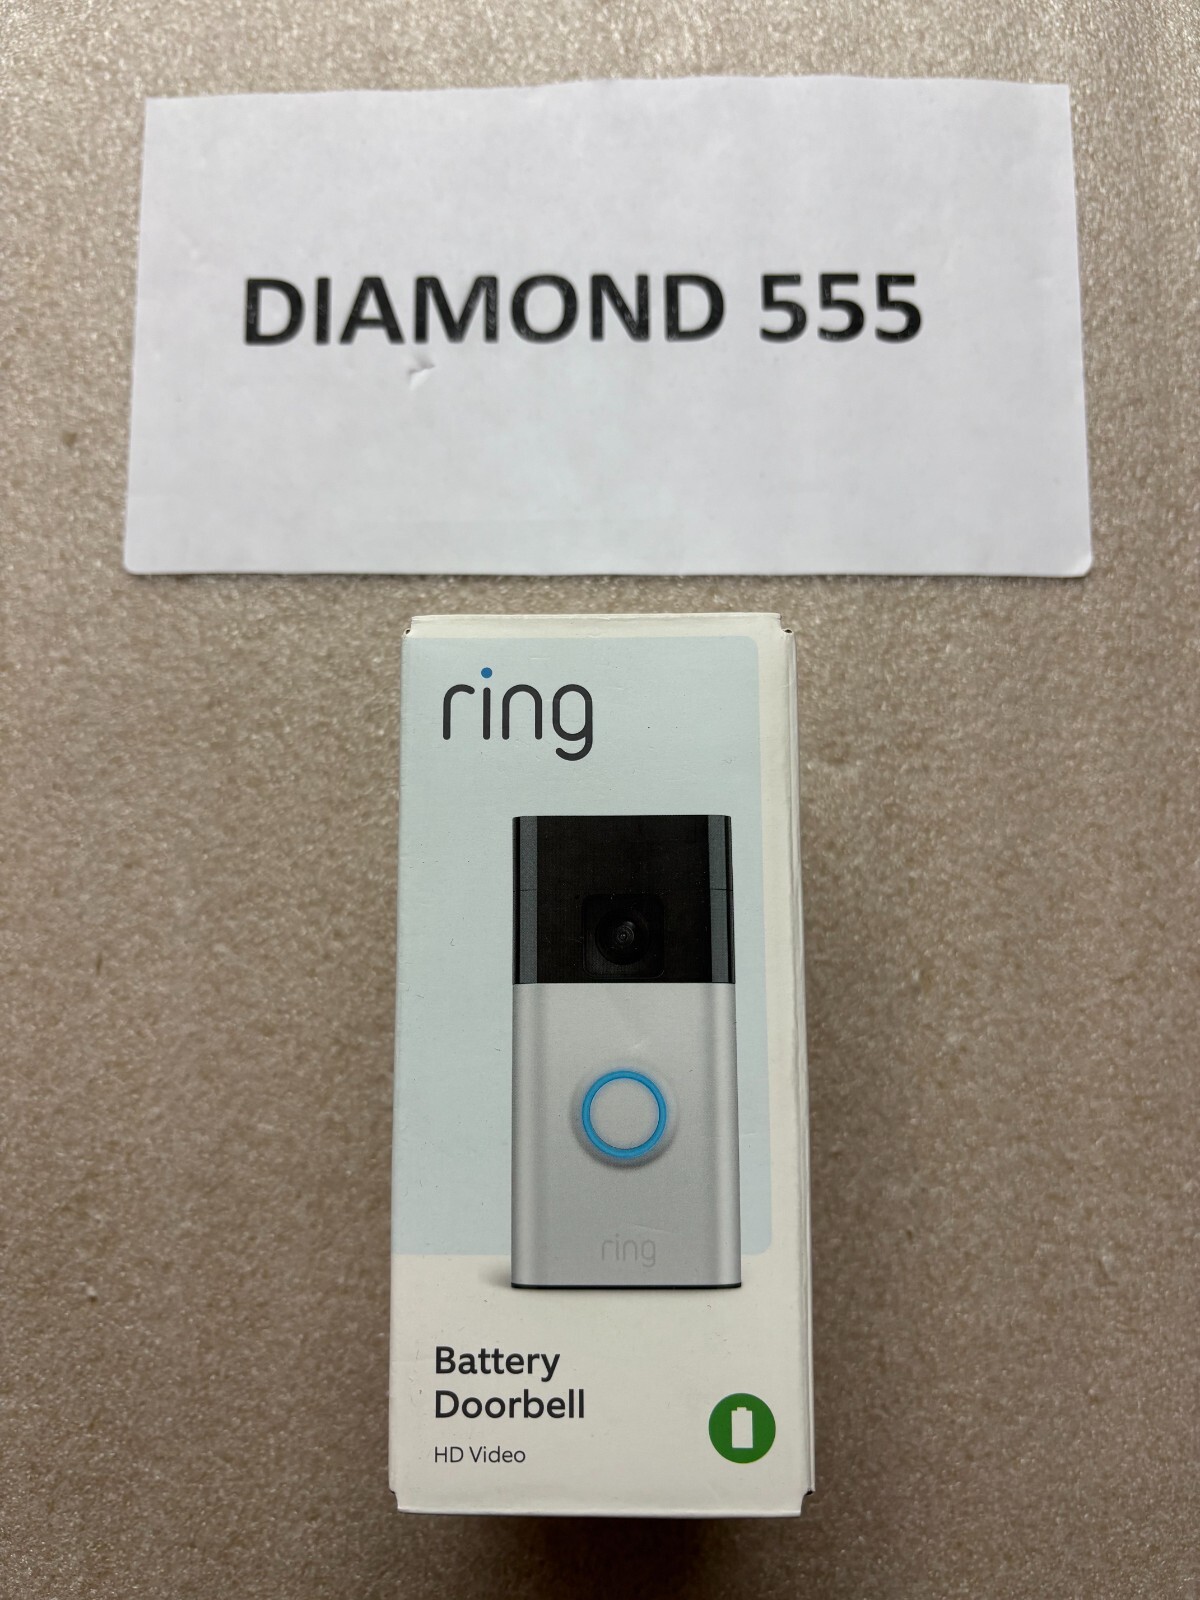 DIAMOND 555
ring
ring
Battery
Doorbell
HD Video